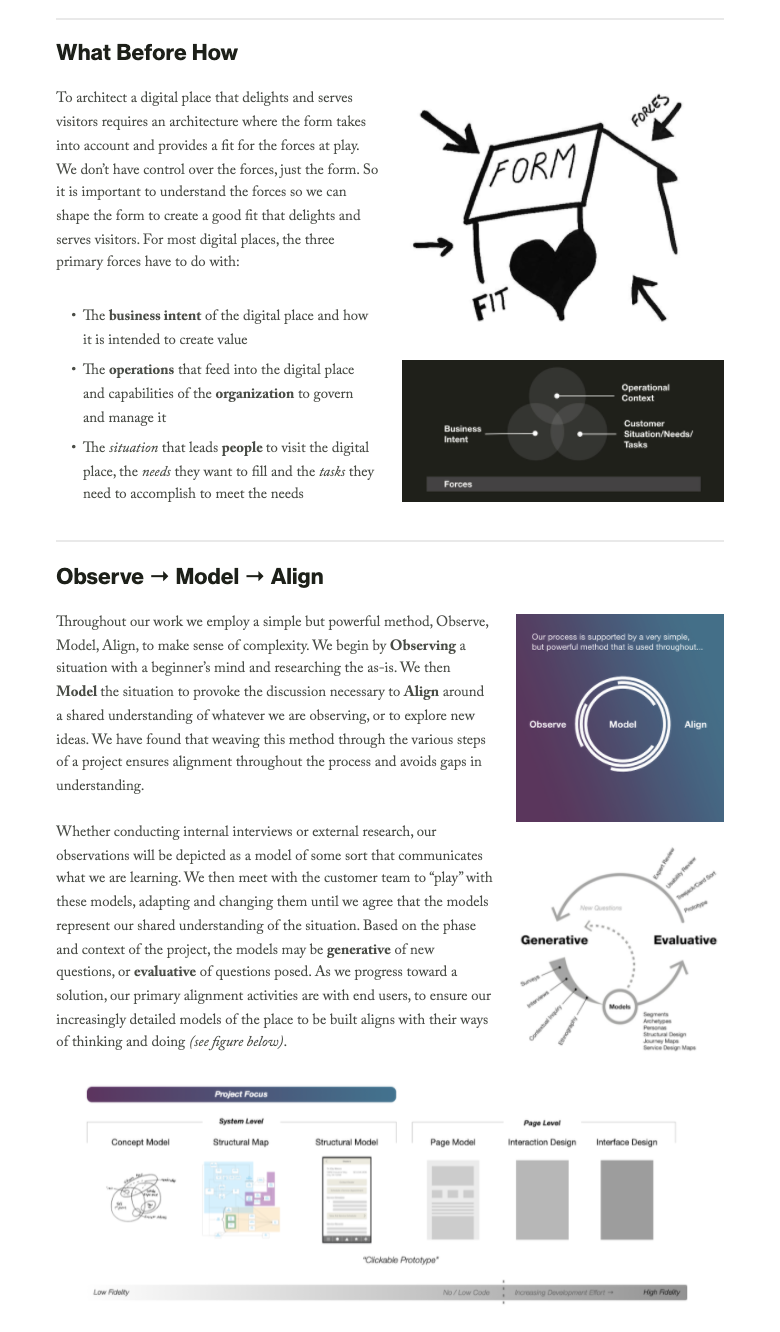 What Before How
To architect a digital place that delights and serves
visitors requires an architecture where the form takes
into account and provides a fit for the forces at play.
We don't have control over the forces, just the form. So
it is important to understand the forces so we can
shape the form to create a good fit that delights and
serves visitors. For most digital places, the three
primary forces have to do with:
• The business intent of the digital place and how
it is intended to create value
• The operations that feed into the digital place
and capabilities of the organization to govern
and manage it
• The situation that leads people to visit the digital
place, the needs they want to fill and the tasks they
need to accomplish to meet the needs
FORCES
FORM
FIT
Operational
Context
Business
Intent
Customer
Situation/Needs/
Tasks
Forces
Observe → Model → Align
Throughout our work we employ a simple but powerful method, Observe,
Model, Align, to make sense of complexity. We begin by Observing a
situation with a beginner's mind and researching the as-is. We then
Model the situation to provoke the discussion necessary to Align around
a shared understanding of whatever we are observing, or to explore new
ideas. We have found that weaving this method through the various steps
of a project ensures alignment throughout the process and avoids gaps in
understanding.
Whether conducting internal interviews or external research, our
observations will be depicted as a model of some sort that communicates
what we are learning. We then meet with the customer team to “play” with
these models, adapting and changing them until we agree that the models
represent our shared understanding of the situation. Based on the phase
and context of the project, the models may be generative of new
questions, or evaluative of questions posed. As we progress toward a
solution, our primary alignment activities are with end users, to ensure our
increasingly detailed models of the place to be built aligns with their ways
of thinking and doing (see figure below).
Our process is supported by a very simple,
but powerful method that is used throughout...
Observe
Model
Align
Expert Review
Usability Review
Treejack/Card Sort
Prototype
New Questions
Generative
Evaluative
Surveys
Interviews
Contextual Inquiry
Ethnography
Models
Segments
Archetypes
Personas
Structural Design
Journey Maps
Service Design Maps
Project Focus
System Level
Page Level
Concept Model
Structural Map
Structural Model
Page Model
Interaction Design
Interface Design
"Clickable Prototype"
Low Fidelity
No / Low Code
Increasing Development Effort →
High Fidelity